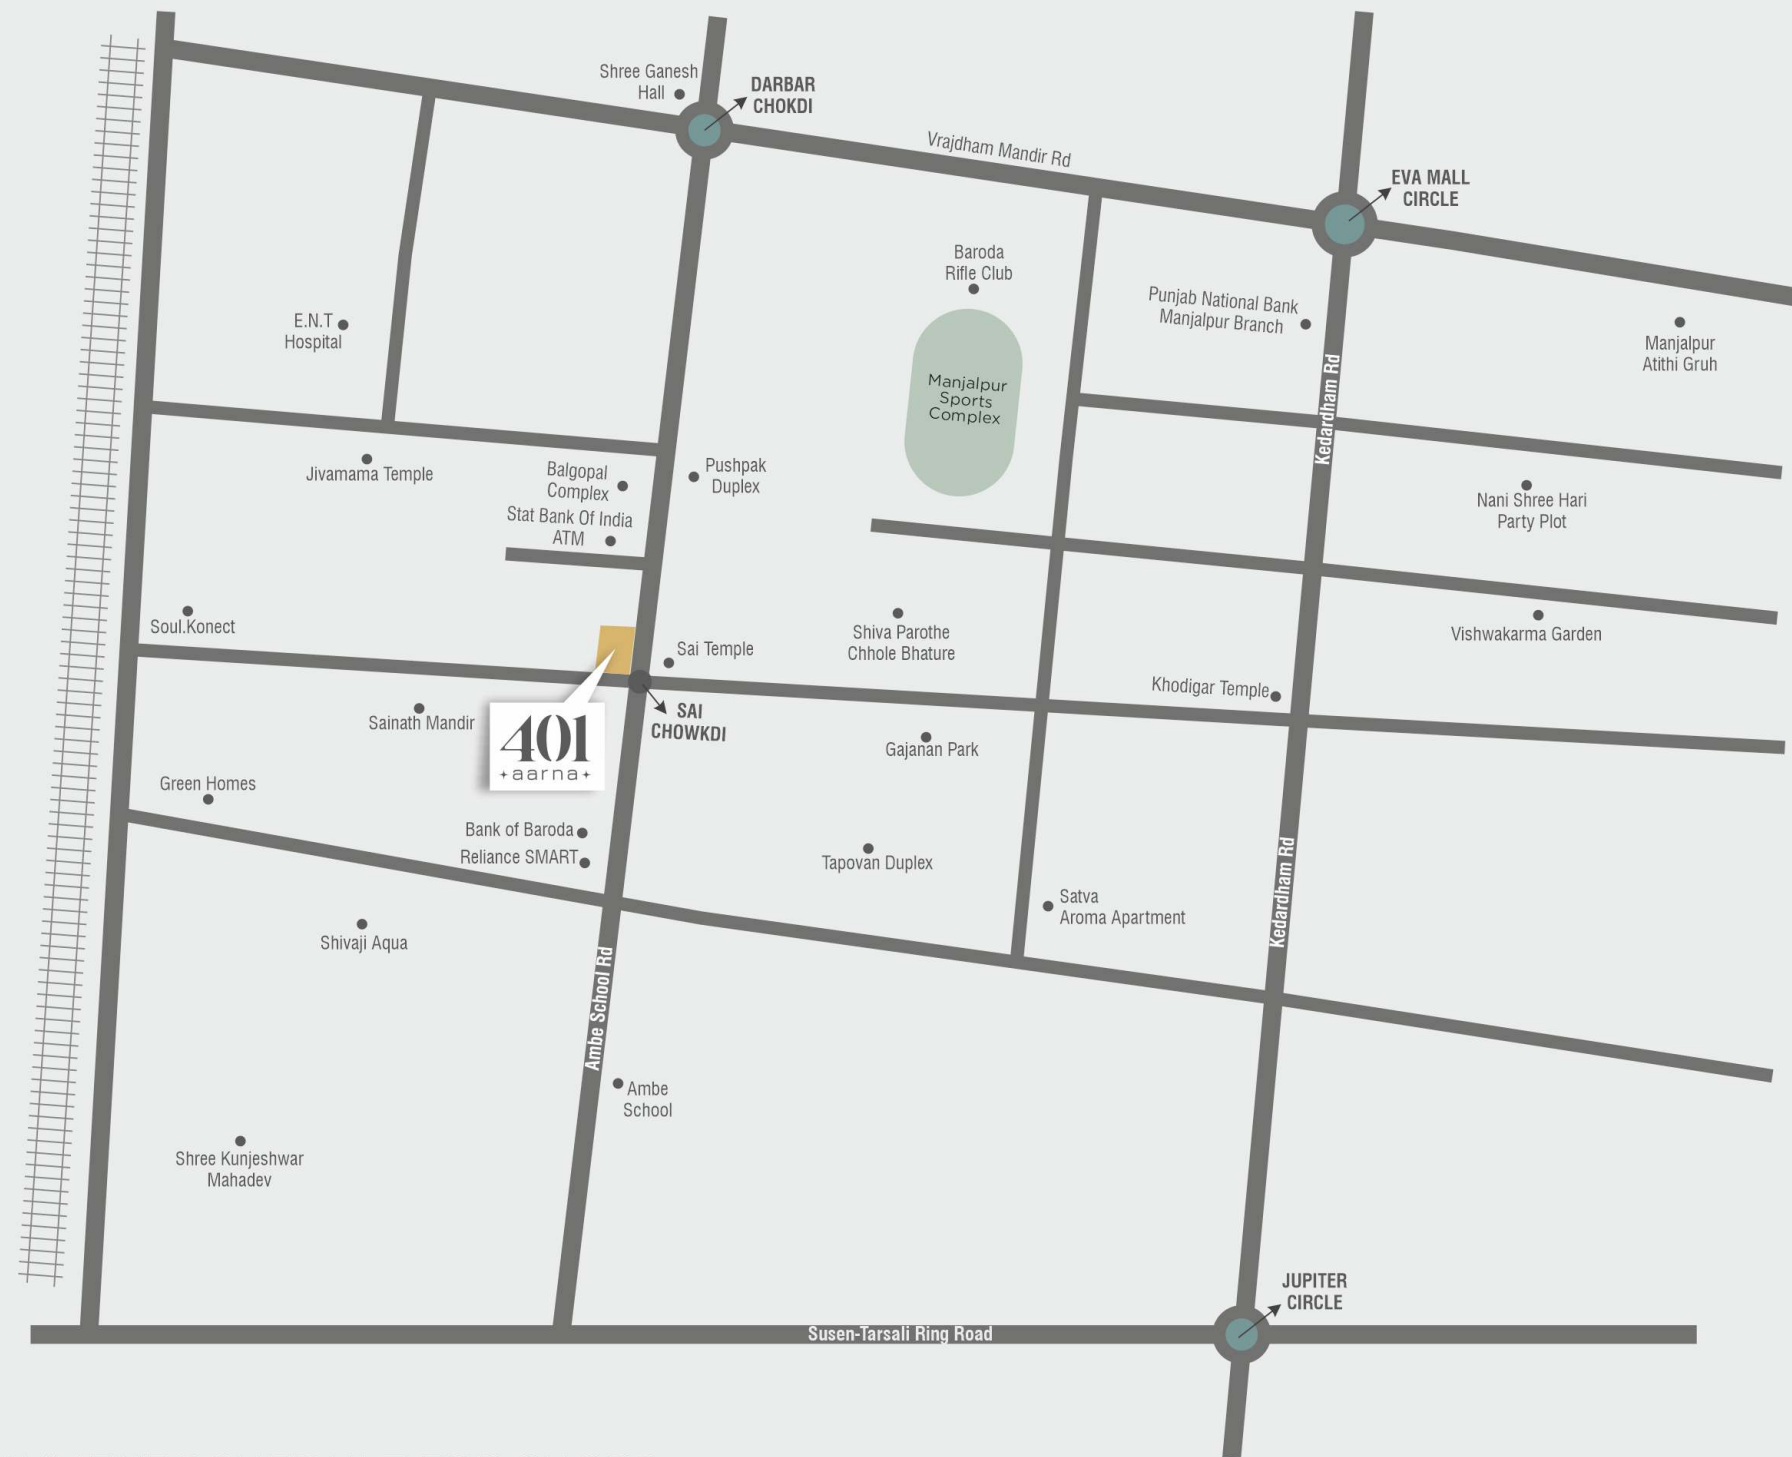 Shree Ganesh
Hall
DARBAR
CHOKDI
Vrajdham Mandir Rd
EVA MALL
CIRCLE
Baroda
Rifle Club
Punjab National Bank
Manjalpur Branch
E.N.T
Hospital
Manjalpur
Atithi Gruh
Manjalpur
Sports
Complex
Kedardham Rd
Jivamama Temple
Balgopal
Complex
Pushpak
Duplex
Stat Bank Of India
ATM
Nani Shree Hari
Party Plot
Soul.Konect
Sai Temple
Shiva Parothe
Chhole Bhature
Vishwakarma Garden
Khodigar Temple
Sainath Mandir
401
aarna
SAI
CHOWKDI
Gajanan Park
Green Homes
Bank of Baroda
Reliance SMART
Tapovan Duplex
Kedardham Rd
Satva
Aroma Apartment
Shivaji Aqua
Ambe School Rd
Ambe
School
Shree Kunjeshwar
Mahadev
JUPITER
CIRCLE
Susen-Tarsali Ring Road